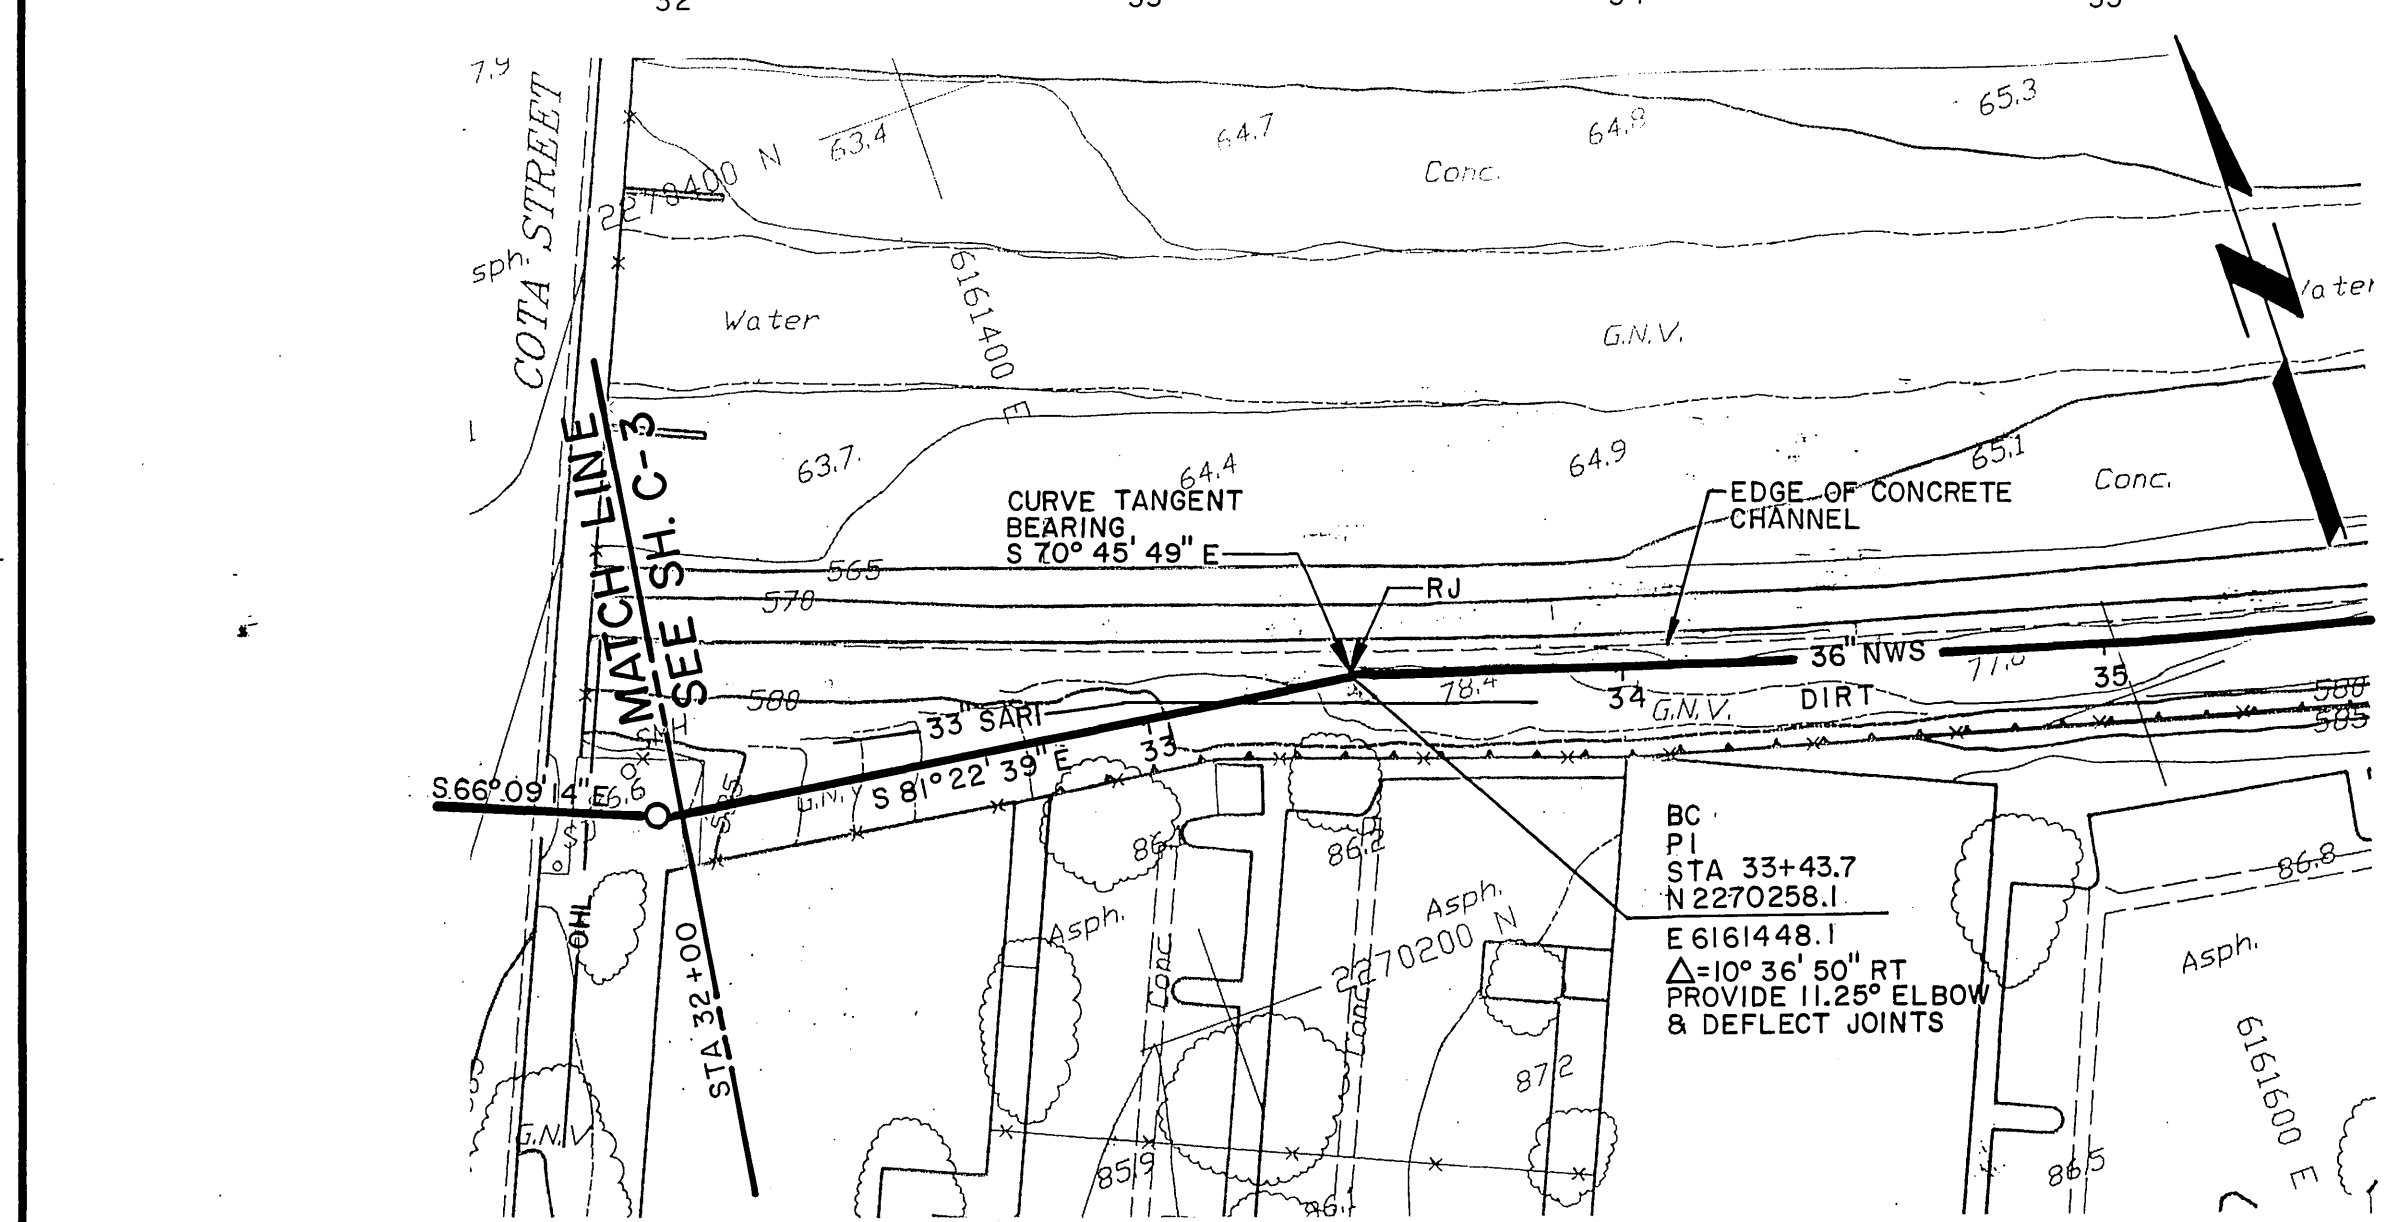 32
7.9
COTA STREET
2270400 N
63.4
64.7
64.8
65.3
Conc.
sph.
6161400 E
Water
G.N.V.
MATCH LINE
SEE SH. C-3
63.7
64.4
64.9
65.1
Conc.
CURVE TANGENT
BEARING
S 70° 45' 49" E
EDGE OF CONCRETE
CHANNEL
565
570
RJ
36" NWS
580
78.4
34
35
G.N.V.
DIRT
580
585
33" SARI
33
SMH
S 66° 09' 14" E
S 81° 22' 39" E
G.N.V.
585
BC
PI
STA 33+43.7
N 2270258.1
E 6161448.1
△=10° 36' 50" RT
PROVIDE 11.25° ELBOW
& DEFLECT JOINTS
86.2
86.8
OHL
Asph.
Asph.
Asph.
2270200 N
Conc.
STA 32+00
87.2
6161600 E
G.N.V.
85.9
86.5